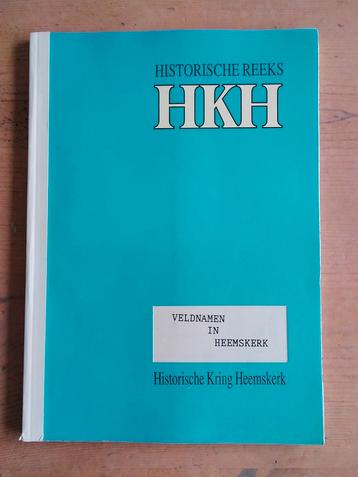 HISTORISCHE REEKS
HKH
VELDNAMEN
IN
HEEMSKERK
Historische Kring Heemskerk